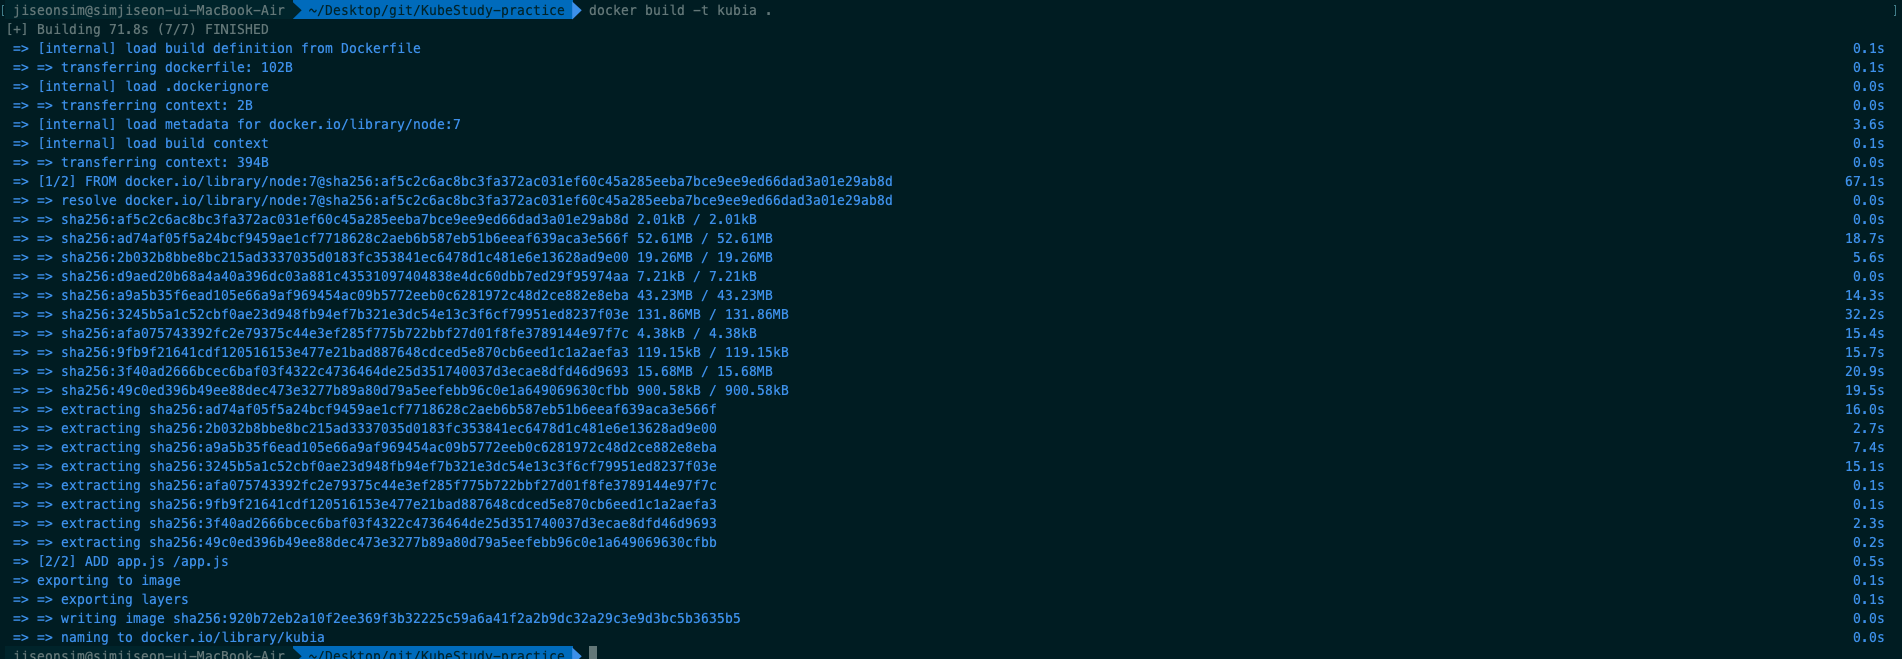 [ jiseonsim@simjiseon-ui-MacBook-Air ~/Desktop/git/KubeStudy-practice docker build -t kubia . ]
[+] Building 71.8s (7/7) FINISHED
=> [internal] load build definition from Dockerfile 0.1s
=> => transferring dockerfile: 102B 0.1s
=> [internal] load .dockerignore 0.0s
=> => transferring context: 2B 0.0s
=> [internal] load metadata for docker.io/library/node:7 3.6s
=> [internal] load build context 0.1s
=> => transferring context: 394B 0.0s
=> [1/2] FROM docker.io/library/node:7@sha256:af5c2c6ac8bc3fa372ac031ef60c45a285eeba7bce9ee9ed66dad3a01e29ab8d 67.1s
=> => resolve docker.io/library/node:7@sha256:af5c2c6ac8bc3fa372ac031ef60c45a285eeba7bce9ee9ed66dad3a01e29ab8d 0.0s
=> => sha256:af5c2c6ac8bc3fa372ac031ef60c45a285eeba7bce9ee9ed66dad3a01e29ab8d 2.01kB / 2.01kB 0.0s
=> => sha256:ad74af05f5a24bcf9459ae1cf7718628c2aeb6b587eb51b6eeaf639aca3e566f 52.61MB / 52.61MB 18.7s
=> => sha256:2b032b8bbe8bc215ad3337035d0183fc353841ec6478d1c481e6e13628ad9e00 19.26MB / 19.26MB 5.6s
=> => sha256:d9aed20b68a4a40a396dc03a881c43531097404838e4dc60dbb7ed29f95974aa 7.21kB / 7.21kB 0.0s
=> => sha256:a9a5b35f6ead105e66a9af969454ac09b5772eeb0c6281972c48d2ce882e8eba 43.23MB / 43.23MB 14.3s
=> => sha256:3245b5a1c52cbf0ae23d948fb94ef7b321e3dc54e13c3f6cf79951ed8237f03e 131.86MB / 131.86MB 32.2s
=> => sha256:afa075743392fc2e79375c44e3ef285f775b722bbf27d01f8fe3789144e97f7c 4.38kB / 4.38kB 15.4s
=> => sha256:9fb9f21641cdf120516153e477e21bad887648cdced5e870cb6eed1c1a2aefa3 119.15kB / 119.15kB 15.7s
=> => sha256:3f40ad2666bcec6baf03f4322c4736464de25d351740037d3ecae8dfd46d9693 15.68MB / 15.68MB 20.9s
=> => sha256:49c0ed396b49ee88dec473e3277b89a80d79a5eefebb96c0e1a649069630cfbb 900.58kB / 900.58kB 19.5s
=> => extracting sha256:ad74af05f5a24bcf9459ae1cf7718628c2aeb6b587eb51b6eeaf639aca3e566f 16.0s
=> => extracting sha256:2b032b8bbe8bc215ad3337035d0183fc353841ec6478d1c481e6e13628ad9e00 2.7s
=> => extracting sha256:a9a5b35f6ead105e66a9af969454ac09b5772eeb0c6281972c48d2ce882e8eba 7.4s
=> => extracting sha256:3245b5a1c52cbf0ae23d948fb94ef7b321e3dc54e13c3f6cf79951ed8237f03e 15.1s
=> => extracting sha256:afa075743392fc2e79375c44e3ef285f775b722bbf27d01f8fe3789144e97f7c 0.1s
=> => extracting sha256:9fb9f21641cdf120516153e477e21bad887648cdced5e870cb6eed1c1a2aefa3 0.1s
=> => extracting sha256:3f40ad2666bcec6baf03f4322c4736464de25d351740037d3ecae8dfd46d9693 2.3s
=> => extracting sha256:49c0ed396b49ee88dec473e3277b89a80d79a5eefebb96c0e1a649069630cfbb 0.2s
=> [2/2] ADD app.js /app.js 0.5s
=> exporting to image 0.1s
=> => exporting layers 0.1s
=> => writing image sha256:920b72eb2a10f2ee369f3b32225c59a6a41f2a2b9dc32a29c3e9d3bc5b3635b5 0.0s
=> => naming to docker.io/library/kubia 0.0s
jiseonsim@simjiseon-ui-MacBook-Air ~/Desktop/git/KubeStudy-practice